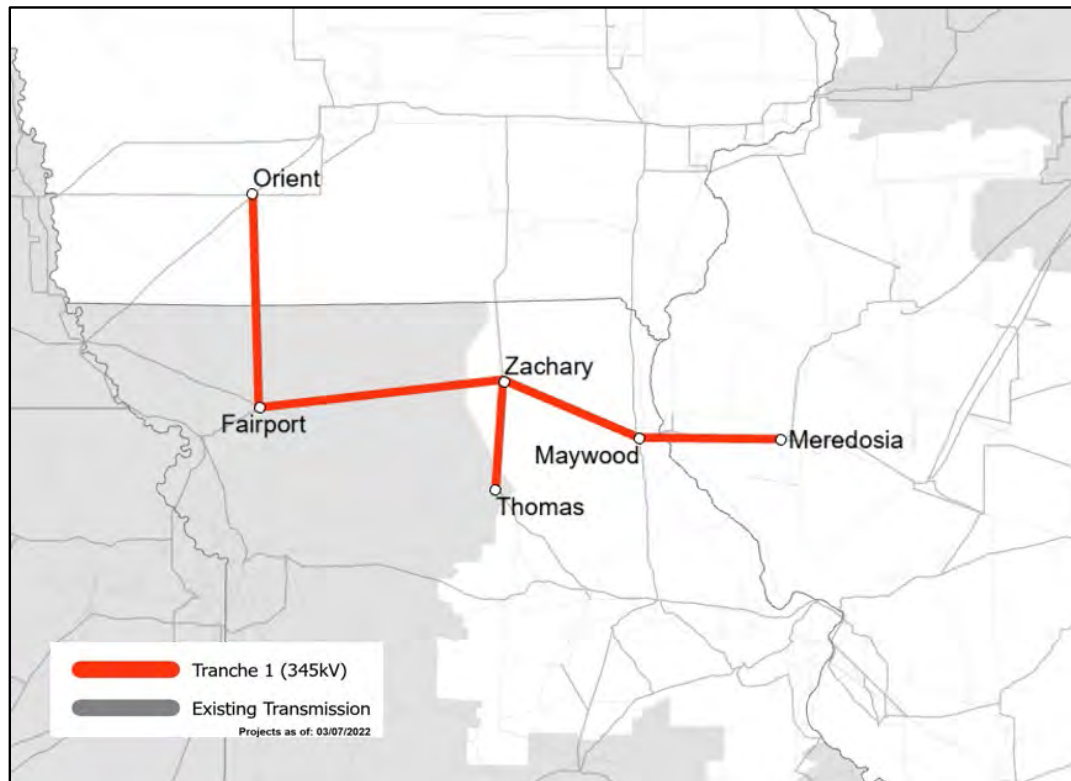 Orient
Zachary
Fairport
Maywood
Meredosia
Thomas
Tranche 1 (345kV)
Existing Transmission
Projects as of: 03/07/2022